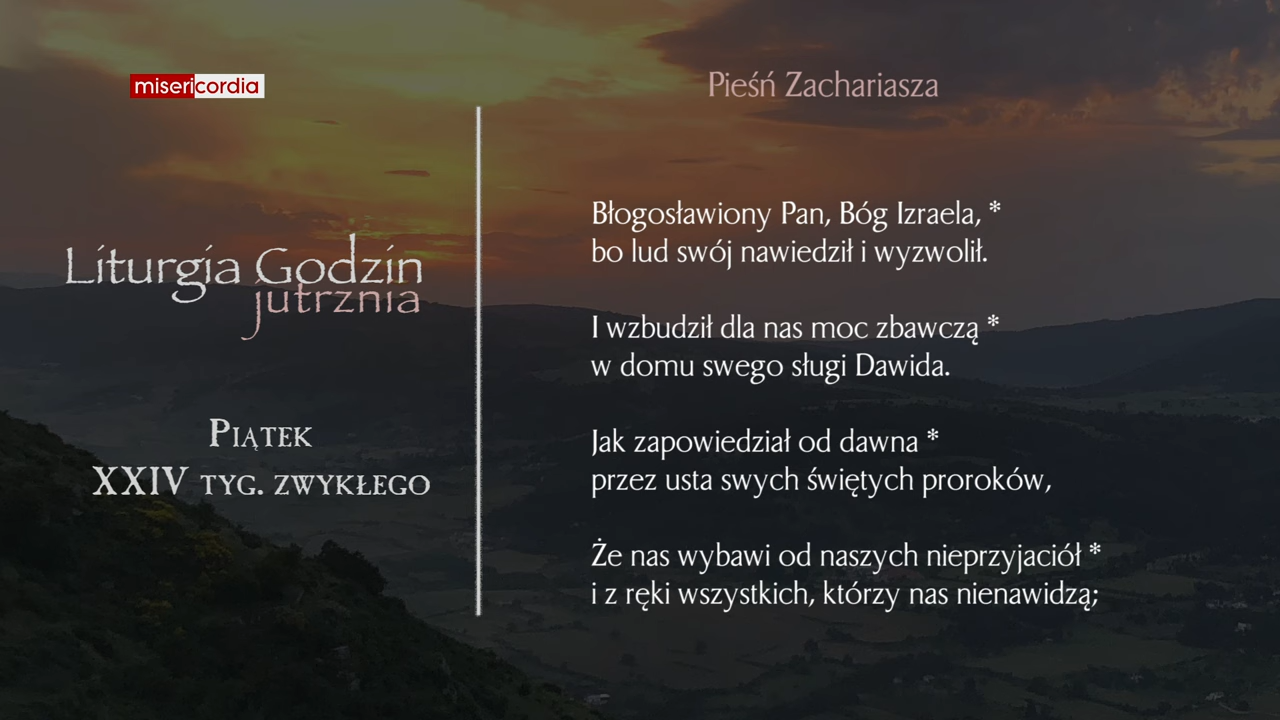 misericordia
Liturgia Godzin
jutrznia
Piątek
XXIV tyg. zwykłego
Pieśń Zachariasza
Błogosławiony Pan, Bóg Izraela, *
bo lud swój nawiedził i wyzwolił.
I wzbudził dla nas moc zbawczą *
w domu swego sługi Dawida.
Jak zapowiedział od dawna *
przez usta swych świętych proroków,
Że nas wybawi od naszych nieprzyjaciół *
i z ręki wszystkich, którzy nas nienawidzą;